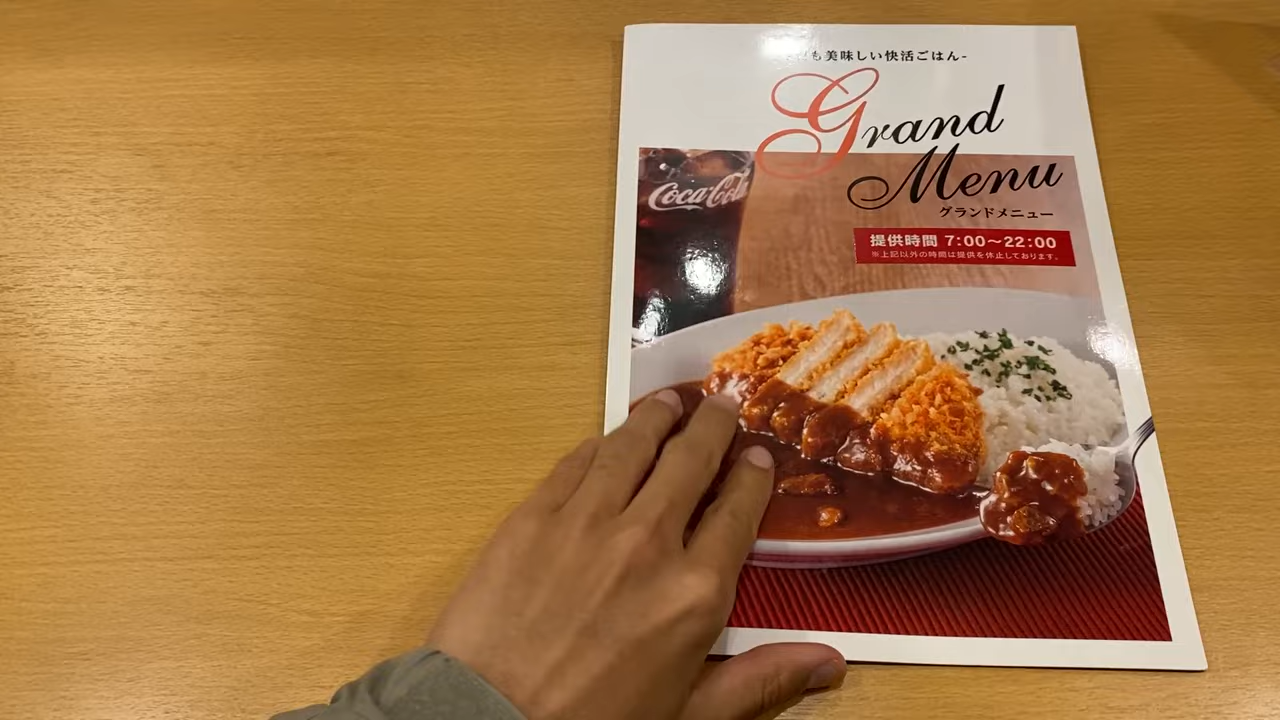 も美味しい快活ごはん-
Grand
Menu
グランドメニュー
Coca-Cola
提供時間 7:00～22:00
※上記以外の時間は提供を休止しております。